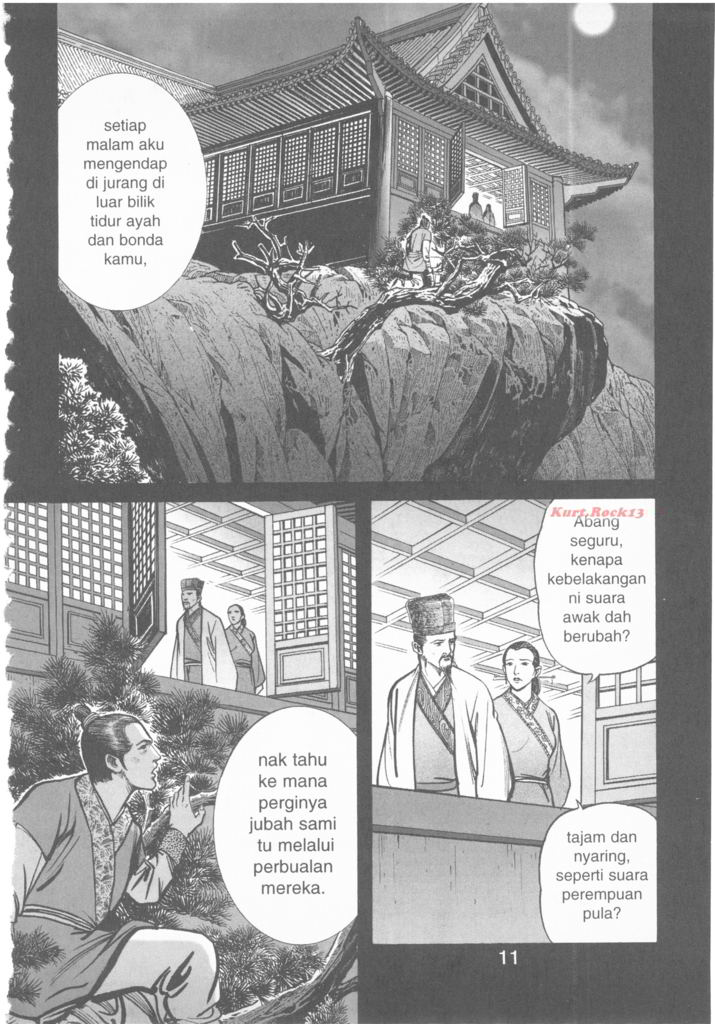 setiap
malam aku
mengendap
di jurang di
luar bilik
tidur ayah
dan bonda
kamu,
nak tahu
ke mana
perginya
jubah sami
tu melalui
perbualan
mereka.
Kurt.Rock13
Abang
seguru,
kenapa
kebelakangan
ni suara
awak dah
berubah?
tajam dan
nyaring,
seperti suara
perempuan
pula?
11